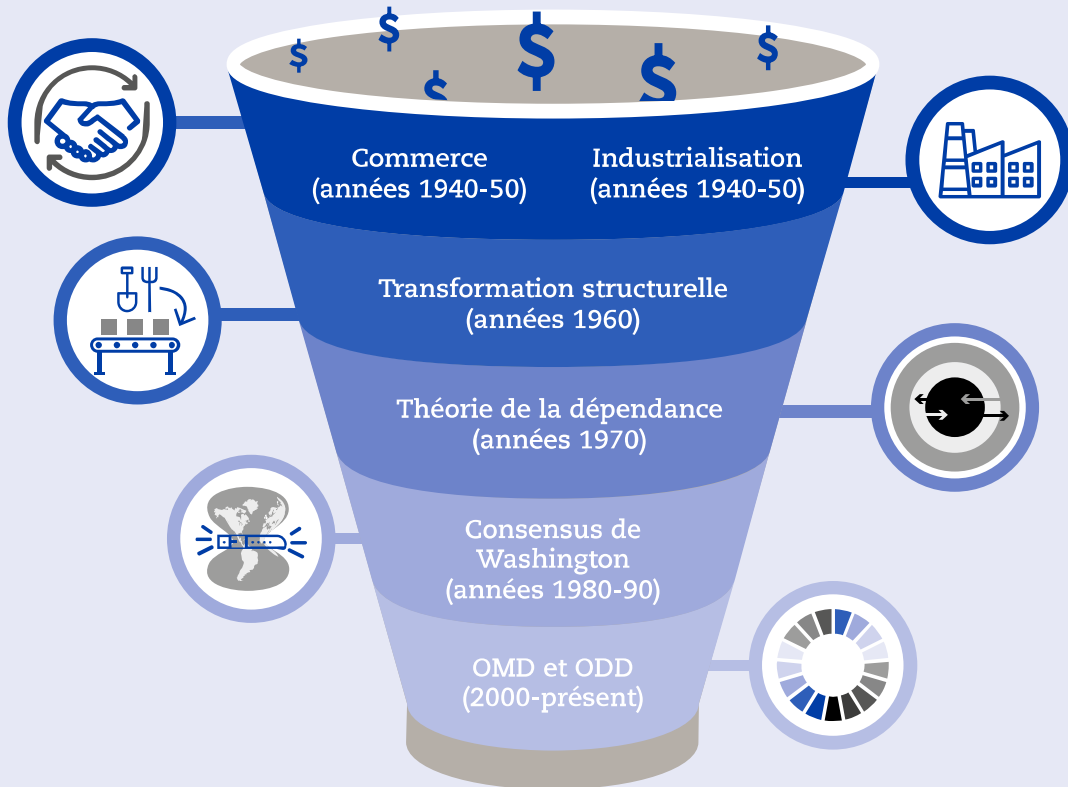 Commerce
(années 1940-50)
Industrialisation
(années 1940-50)
Transformation structurelle
(années 1960)
Théorie de la dépendance
(années 1970)
Consensus de
Washington
(années 1980-90)
OMD et ODD
(2000-présent)